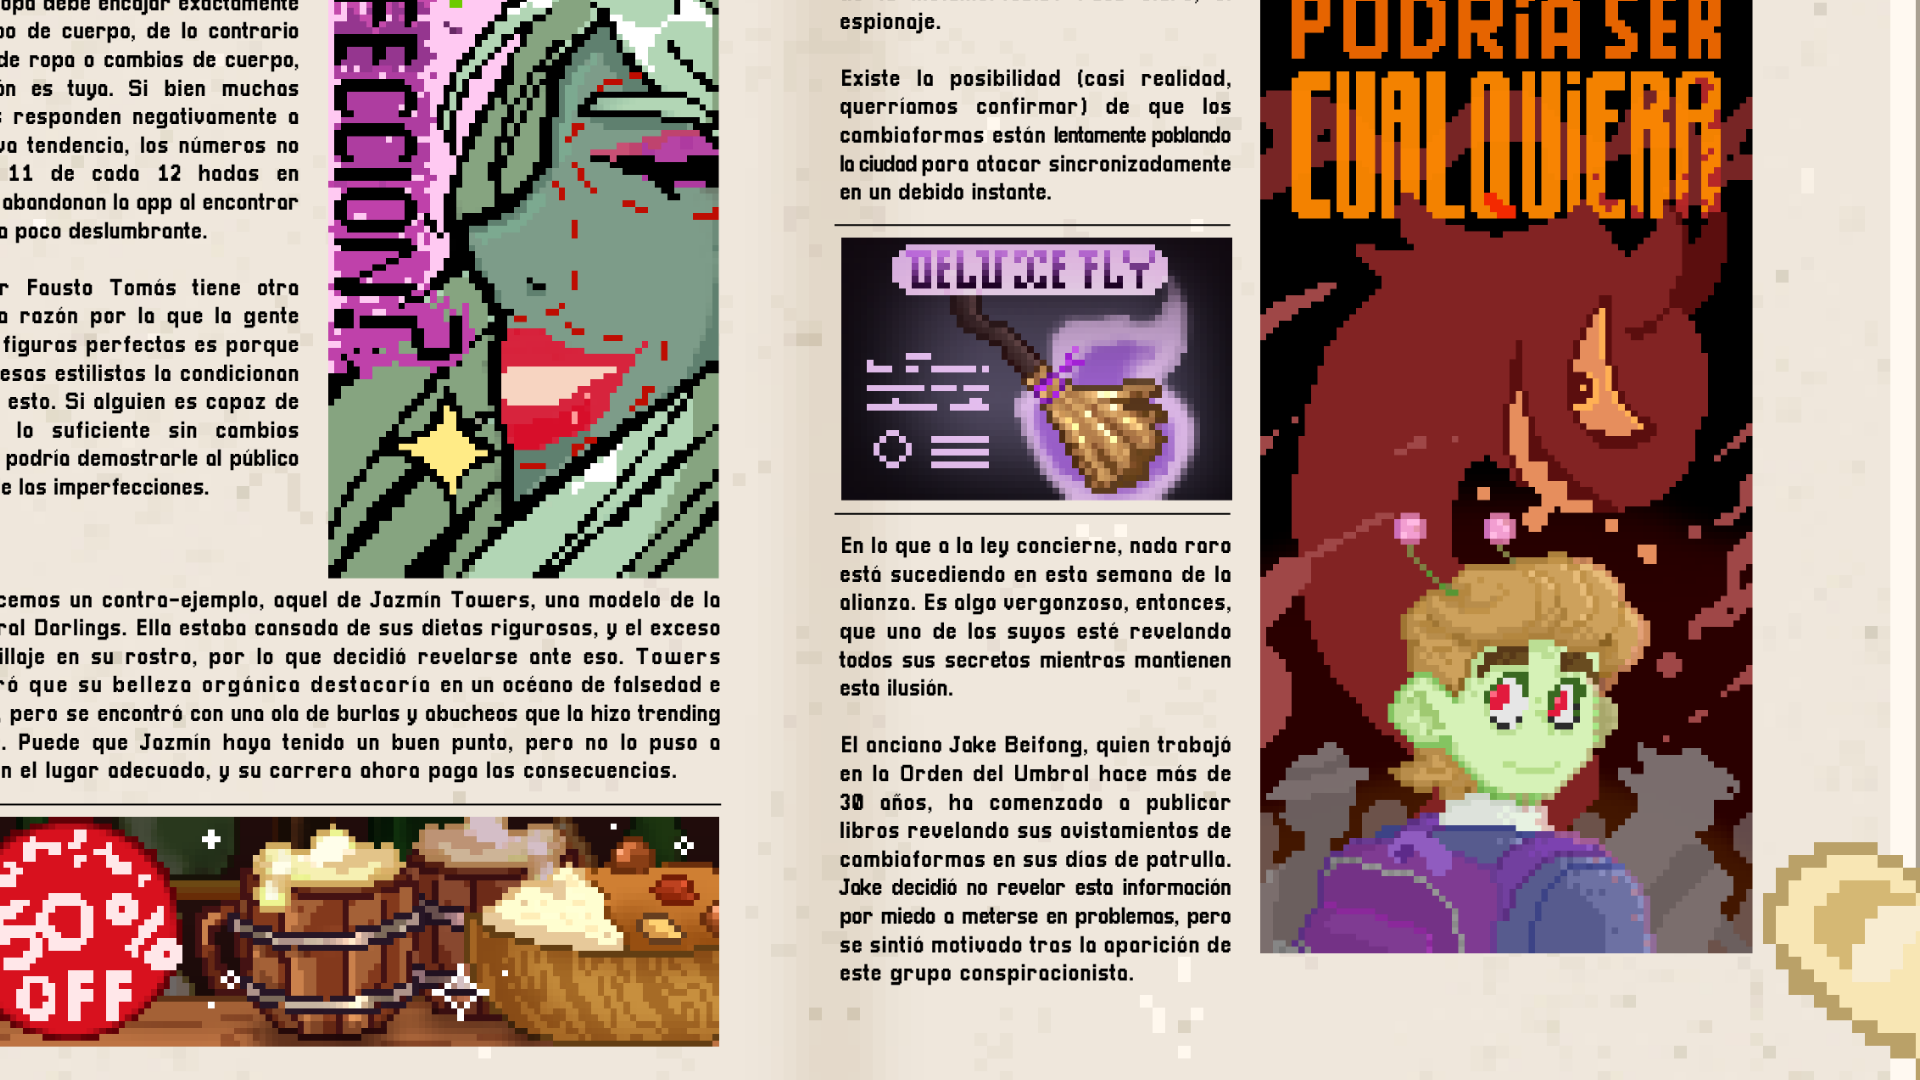 ropa debe encajar exactamente
po de cuerpo, de lo contrario
de ropa o cambias de cuerpo,
ón es tuya. Si bien muchas
s responden negativamente a
va tendencia, los números no
11 de cada 12 hadas en
abandonan la app al encontrar
a poco deslumbrante.
r Fausto Tomás tiene otra
a razón por la que la gente
figuras perfectas es porque
esas estilistas la condicionan
esto. Si alguien es capaz de
lo suficiente sin cambios
podría demostrarle al público
e las imperfecciones.
ECCION?
cemos un contra-ejemplo, aquel de Jazmín Towers, una modelo de la
ral Darlings. Ella estaba cansada de sus dietas rigurosas, y el exceso
illaje en su rostro, por lo que decidió revelarse ante eso. Towers
ró que su belleza orgánica destacaría en un océano de falsedad e
, pero se encontró con una ola de burlas y abucheos que la hizo trending
. Puede que Jazmín haya tenido un buen punto, pero no lo puso a
n el lugar adecuado, y su carrera ahora paga las consecuencias.
50%
OFF
espionaje.
Existe la posibilidad (casi realidad,
querríamos confirmar) de que los
cambiaformas están lentamente poblando
la ciudad para atacar sincronizadamente
en un debido instante.
DELUXE FLY
En lo que a la ley concierne, nada raro
está sucediendo en esta semana de la
alianza. Es algo vergonzoso, entonces,
que uno de los suyos esté revelando
todos sus secretos mientras mantienen
esta ilusión.
El anciano Jake Beifong, quien trabajó
en la Orden del Umbral hace más de
30 años, ha comenzado a publicar
libros revelando sus avistamientos de
cambiaformas en sus días de patrulla.
Jake decidió no revelar esta información
por miedo a meterse en problemas, pero
se sintió motivado tras la aparición de
este grupo conspiracionista.
PODRÍA SER
CUALQUIERA